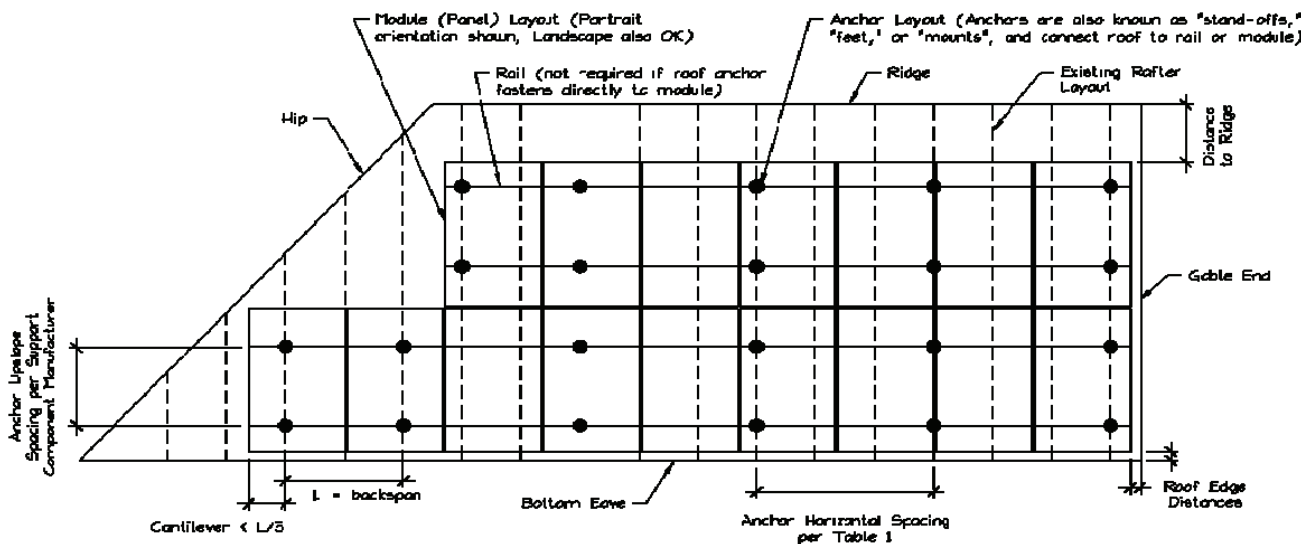 Module (Panel) Layout (Portrait
orientation shown, Landscape also OK)
Anchor Layout (Anchors are also known as "stand-offs,"
"feet," or "mounts", and connect roof to rail or module)
Rail (not required if roof anchor
fastens directly to module)
Ridge
Existing Rafter
Layout
Hip
Distance
to Ridge
Gable End
Anchor Upslope
Spacing per Support
Component Manufacturer
L = backspan
Cantilever < L/3
Bottom Eave
Anchor Horizontal Spacing
per Table 1
Roof Edge
Distances